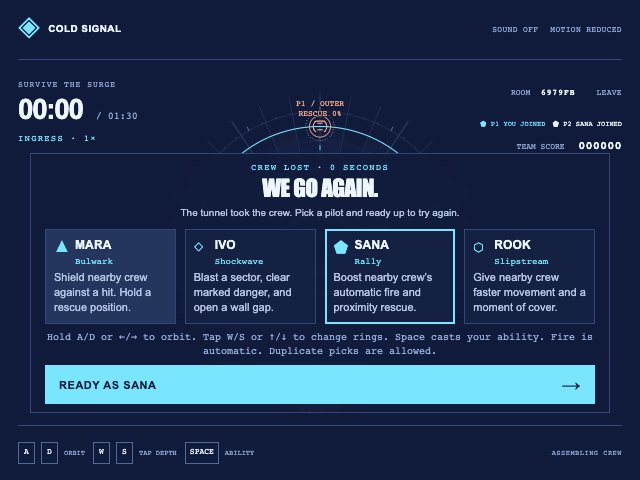 COLD SIGNAL
SOUND OFF MOTION REDUCED
SURVIVE THE SURGE
00:00 / 01:30
INGRESS · 1×
ROOM 6979FB LEAVE
P1 YOU JOINED P2 SANA JOINED
TEAM SCORE 000000
P1 / OUTER
RESCUE 0%
CREW LOST · 0 SECONDS
WE GO AGAIN.
The tunnel took the crew. Pick a pilot and ready up to try again.
MARA
Bulwark
Shield nearby crew
against a hit. Hold a
rescue position.
IVO
Shockwave
Blast a sector, clear
marked danger, and
open a wall gap.
SANA
Rally
Boost nearby crew's
automatic fire and
proximity rescue.
ROOK
Slipstream
Give nearby crew
faster movement and a
moment of cover.
Hold A/D or ←/→ to orbit. Tap W/S or ↑/↓ to change rings. Space casts your ability. Fire is
automatic. Duplicate picks are allowed.
READY AS SANA →
A D ORBIT W S TAP DEPTH SPACE ABILITY
ASSEMBLING CREW